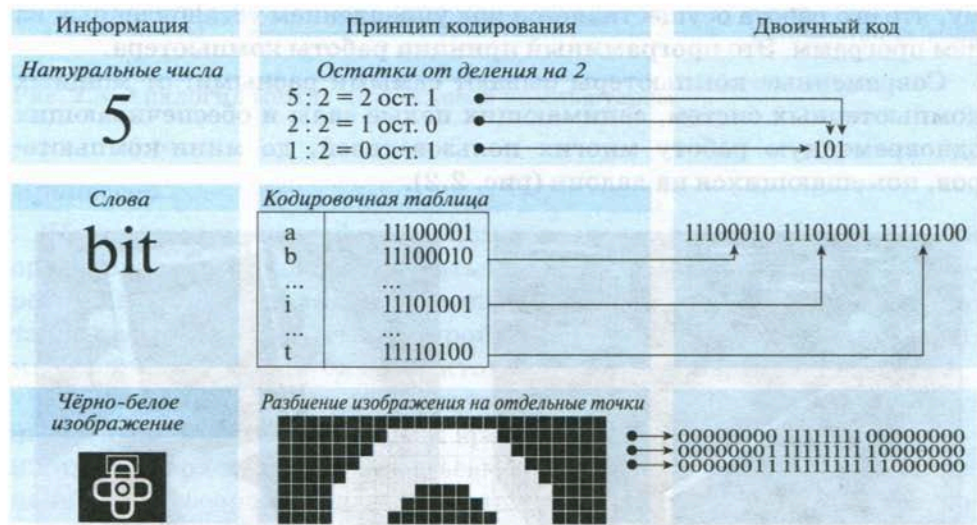 Информация Принцип кодирования Двоичный код
Натуральные числа
5
Остатки от деления на 2
5 : 2 = 2 ост. 1
2 : 2 = 1 ост. 0
1 : 2 = 0 ост. 1
101
Слова
bit
Кодировочная таблица
a 11100001
b 11100010
... ...
i 11101001
... ...
t 11110100
11100010 11101001 11110100
Чёрно-белое
изображение
Разбиение изображения на отдельные точки
00000000 11111111 00000000
00000001 11111111 10000000
00000011 11111111 11000000